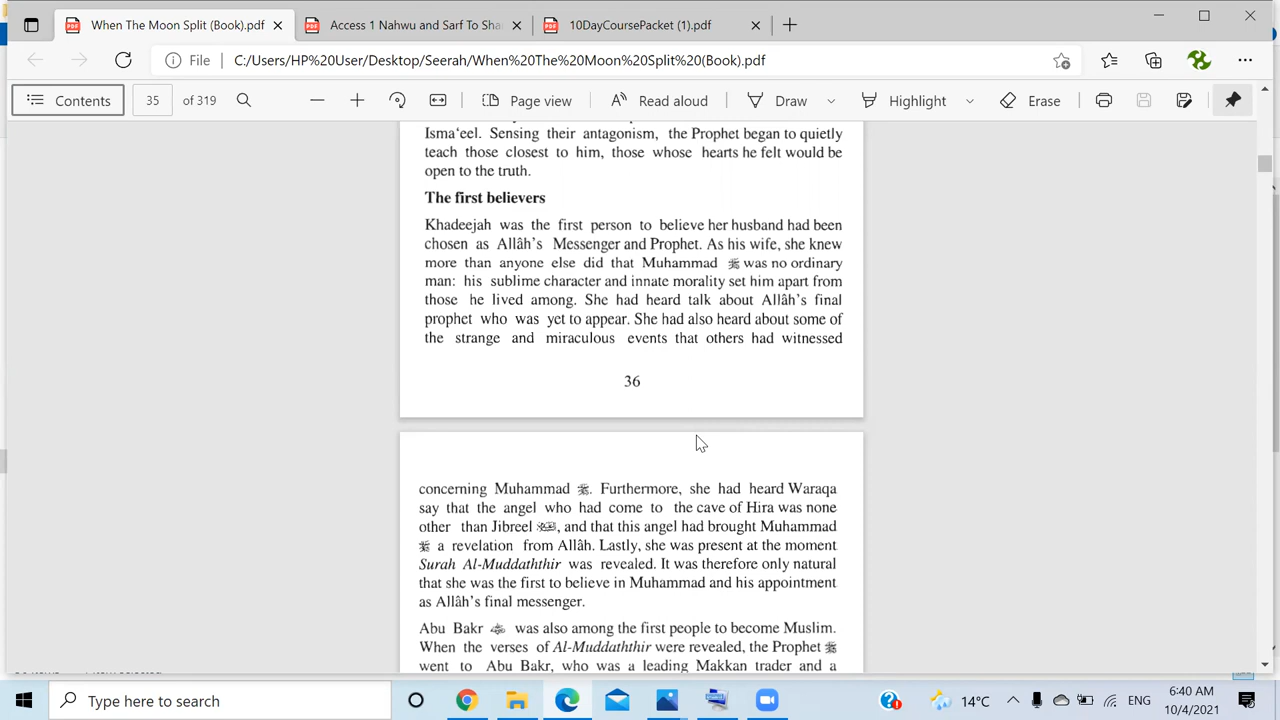 When The Moon Split (Book).pdf
Access 1 Nahwu and Sarf To Sha
10DayCoursePacket (1).pdf
File
C:/Users/HP%20User/Desktop/Seerah/When%20The%20Moon%20Split%20(Book).pdf
Contents
35
of 319
Page view
Read aloud
Draw
Highlight
Erase
Isma‘eel. Sensing their antagonism, the Prophet began to quietly
teach those closest to him, those whose hearts he felt would be
open to the truth.
The first believers
Khadeejah was the first person to believe her husband had been
chosen as Allâh's Messenger and Prophet. As his wife, she knew
more than anyone else did that Muhammad ﷺ was no ordinary
man: his sublime character and innate morality set him apart from
those he lived among. She had heard talk about Allâh's final
prophet who was yet to appear. She had also heard about some of
the strange and miraculous events that others had witnessed
36
concerning Muhammad ﷺ. Furthermore, she had heard Waraqa
say that the angel who had come to the cave of Hira was none
other than Jibreel , and that this angel had brought Muhammad
ﷺ a revelation from Allâh. Lastly, she was present at the moment
Surah Al-Muddaththir was revealed. It was therefore only natural
that she was the first to believe in Muhammad and his appointment
as Allâh's final messenger.
Abu Bakr was also among the first people to become Muslim.
When the verses of Al-Muddaththir were revealed, the Prophet ﷺ
went to Abu Bakr, who was a leading Makkan trader and a
Type here to search
14°C
ENG
6:40 AM
10/4/2021